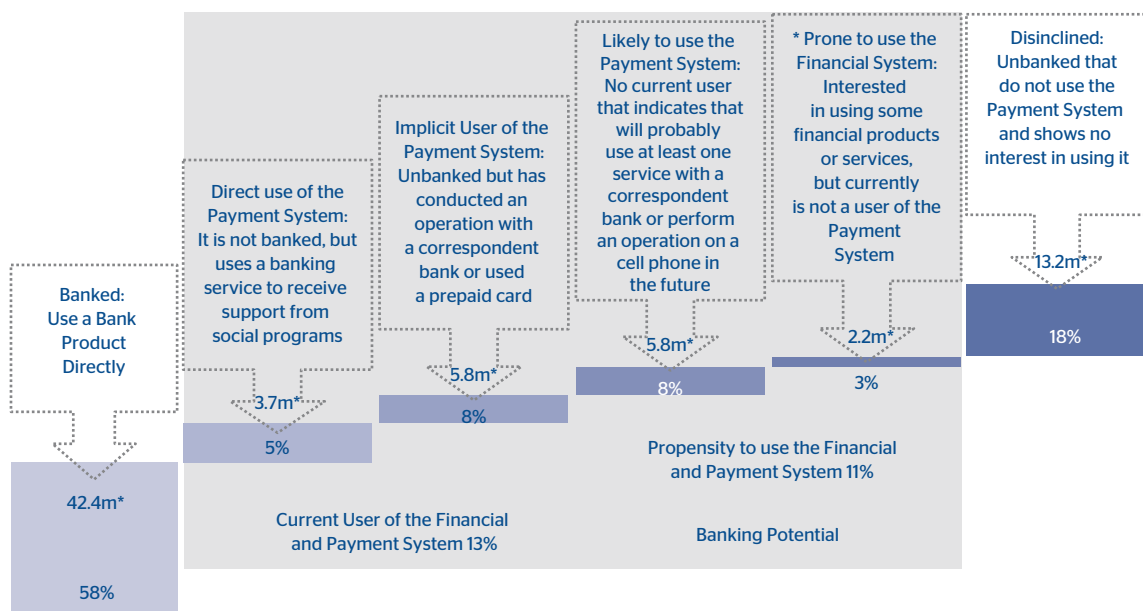 Banked:
Use a Bank
Product
Directly
42.4m*
58%
Direct use of the
Payment System:
It is not banked, but
uses a banking
service to receive
support from
social programs
3.7m*
5%
Implicit User of the
Payment System:
Unbanked but has
conducted an
operation with
a correspondent
bank or used
a prepaid card
5.8m*
8%
Likely to use the
Payment System:
No current user
that indicates that
will probably
use at least one
service with a
correspondent
bank or perform
an operation on a
cell phone in
the future
5.8m*
8%
* Prone to use the
Financial System:
Interested
in using some
financial products
or services,
but currently
is not a user of the
Payment
System
2.2m*
3%
Disinclined:
Unbanked that
do not use the
Payment System
and shows no
interest in using it
13.2m*
18%
Current User of the Financial
and Payment System 13%
Propensity to use the Financial
and Payment System 11%
Banking Potential